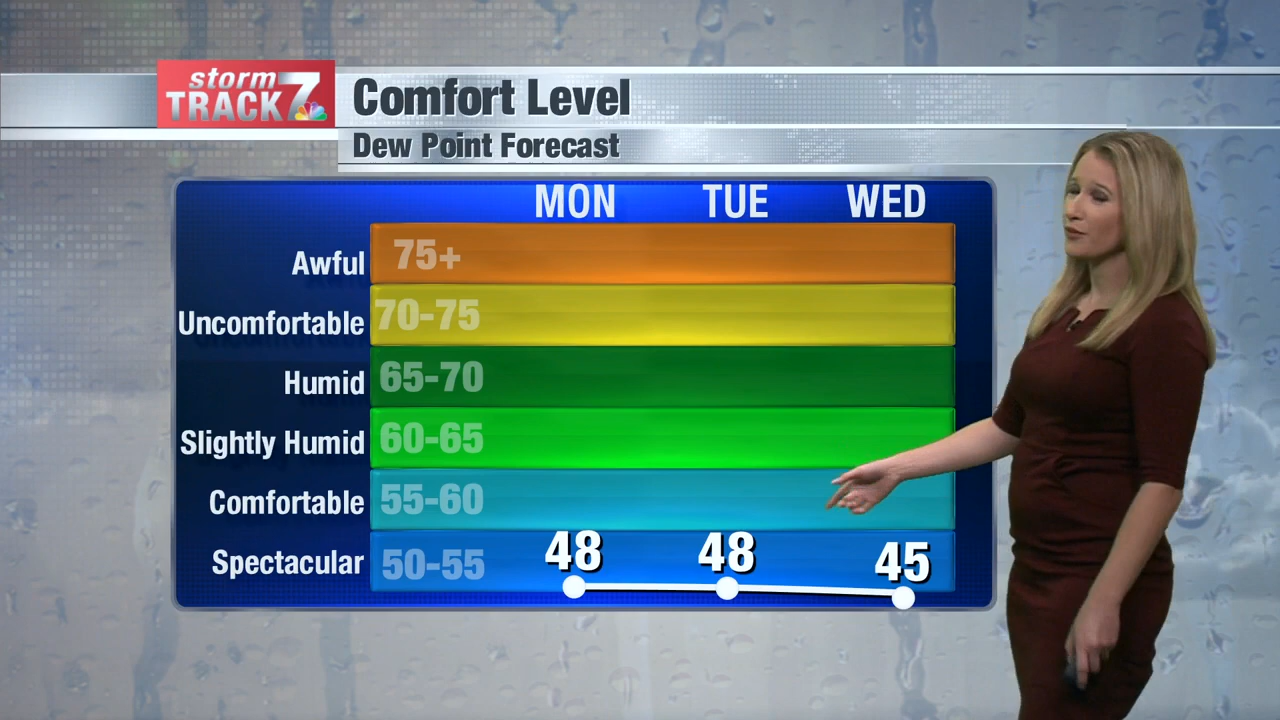 storm
TRACK 7
Comfort Level
Dew Point Forecast
MON TUE WED
Awful 75+
Uncomfortable 70-75
Humid 65-70
Slightly Humid 60-65
Comfortable 55-60
Spectacular 50-55
48 48 45